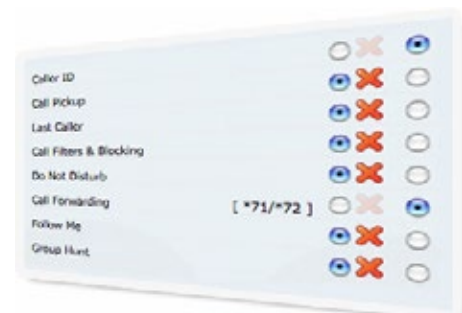 Caller ID
Call Pickup
Last Caller
Call Filters & Blocking
Do Not Disturb
Call Forwarding [ *71/*72 ]
Follow Me
Group Hunt